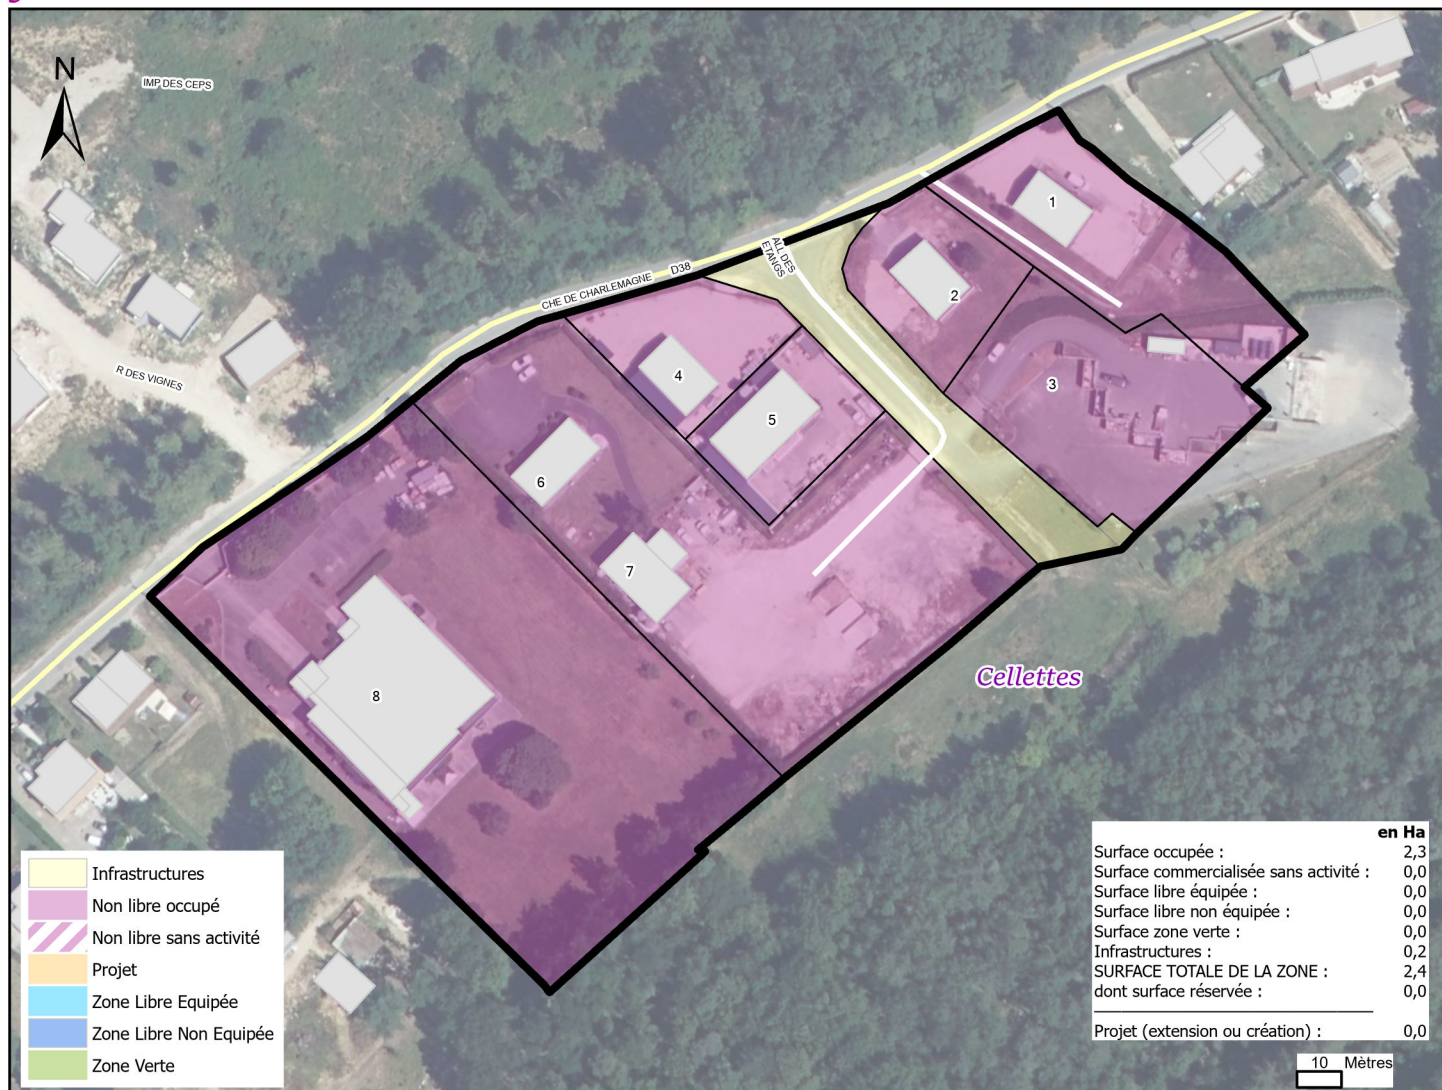 N
IMP DES CEPS
R DES VIGNES
CHE DE CHARLEMAGNE
D38
ALL DES
ETANGS
1
2
3
4
5
6
7
8
Cellettes
Infrastructures
Non libre occupé
Non libre sans activité
Projet
Zone Libre Equipée
Zone Libre Non Equipée
Zone Verte
en Ha
Surface occupée : 2,3
Surface commercialisée sans activité : 0,0
Surface libre équipée : 0,0
Surface libre non équipée : 0,0
Surface zone verte : 0,0
Infrastructures : 0,2
SURFACE TOTALE DE LA ZONE : 2,4
dont surface réservée : 0,0
Projet (extension ou création) : 0,0
10 Mètres